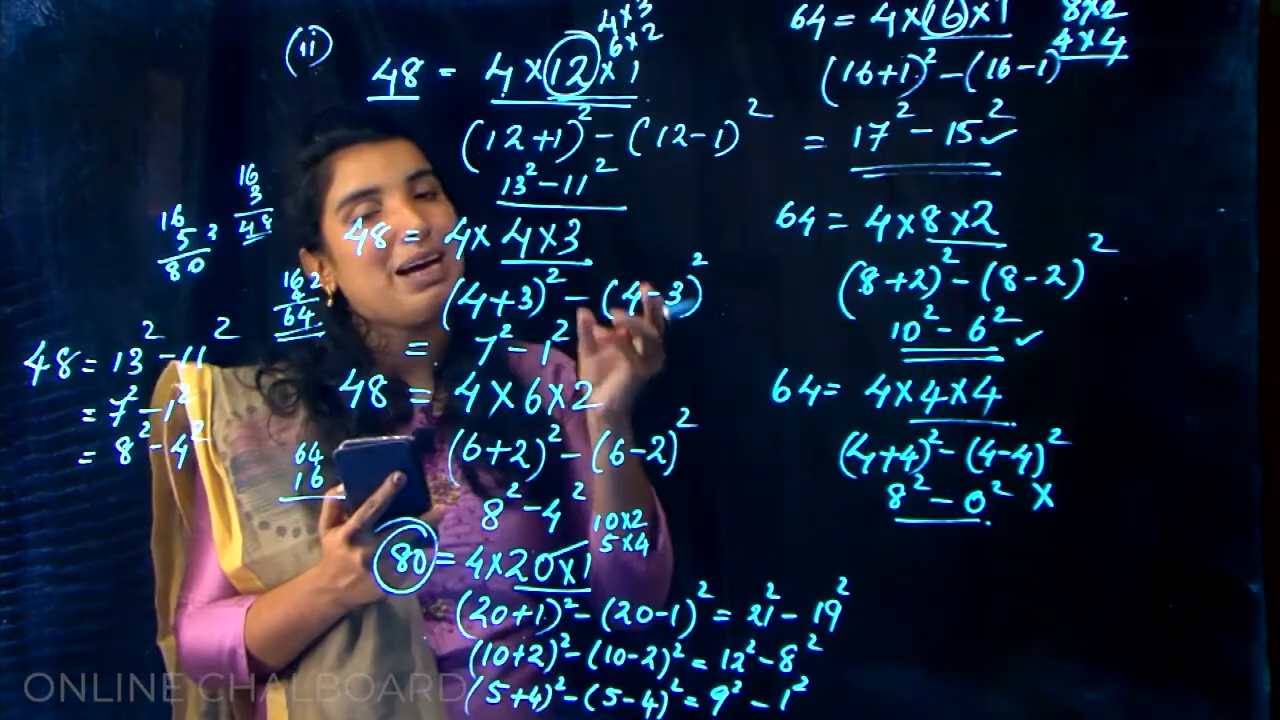 (ii)
4×3
6×2
48 = 4×12×1
(12+1)² − (12−1)²
13² − 11²
48 = 4× 4×3
(4+3)² − (4−3)²
= 7² − 1²
48 = 4×6×2
(6+2)² − (6−2)²
8² − 4²
10×2
5×4
80 = 4×20×1
(20+1)² − (20−1)² = 21² − 19²
(10+2)² − (10−2)² = 12² − 8²
(5+4)² − (5−4)² = 9² − 1²
16
3
48
16
5
80
16
4
64
48 = 13² − 11²
= 7² − 1²
= 8² − 4²
64
16
64 = 4×16×1
8×2
4×4
(16+1)² − (16−1)
= 17² − 15² ✓
64 = 4×8×2
(8+2)² − (8−2)²
10² − 6² ✓
64 = 4×4×4
(4+4)² − (4−4)²
8² − 0² ×
ONLINE CHALBOARD